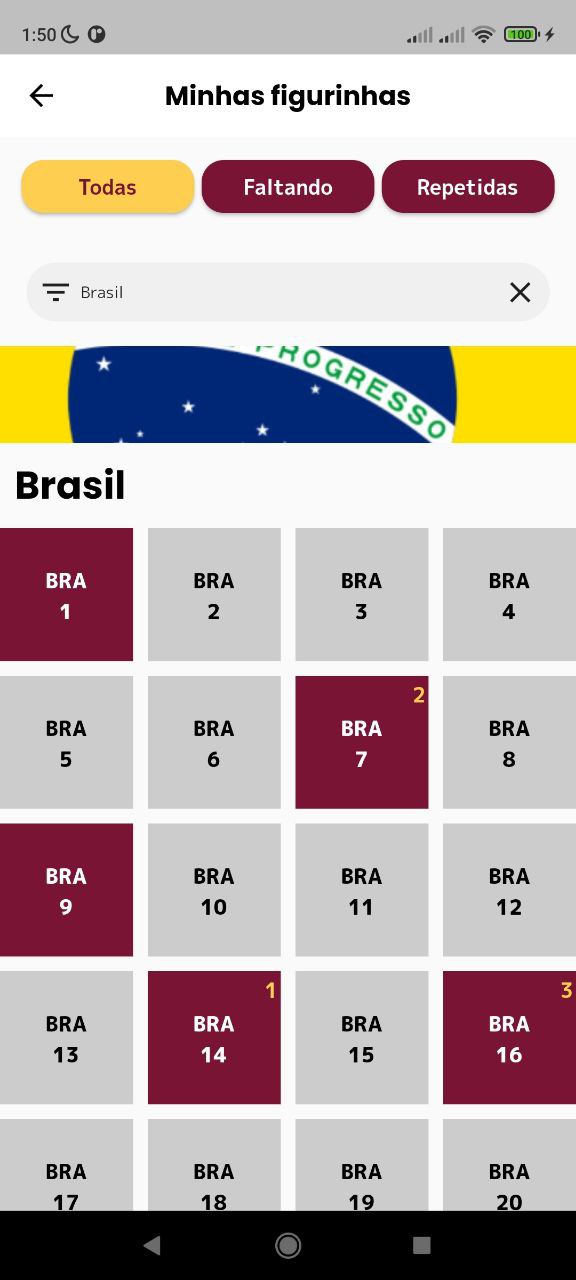 1:50
100
Minhas figurinhas
Todas
Faltando
Repetidas
Brasil
PROGRESSO
Brasil
BRA
1
BRA
2
BRA
3
BRA
4
BRA
5
BRA
6
2
BRA
7
BRA
8
BRA
9
BRA
10
BRA
11
BRA
12
BRA
13
1
BRA
14
BRA
15
3
BRA
16
BRA
17
BRA
18
BRA
19
BRA
20